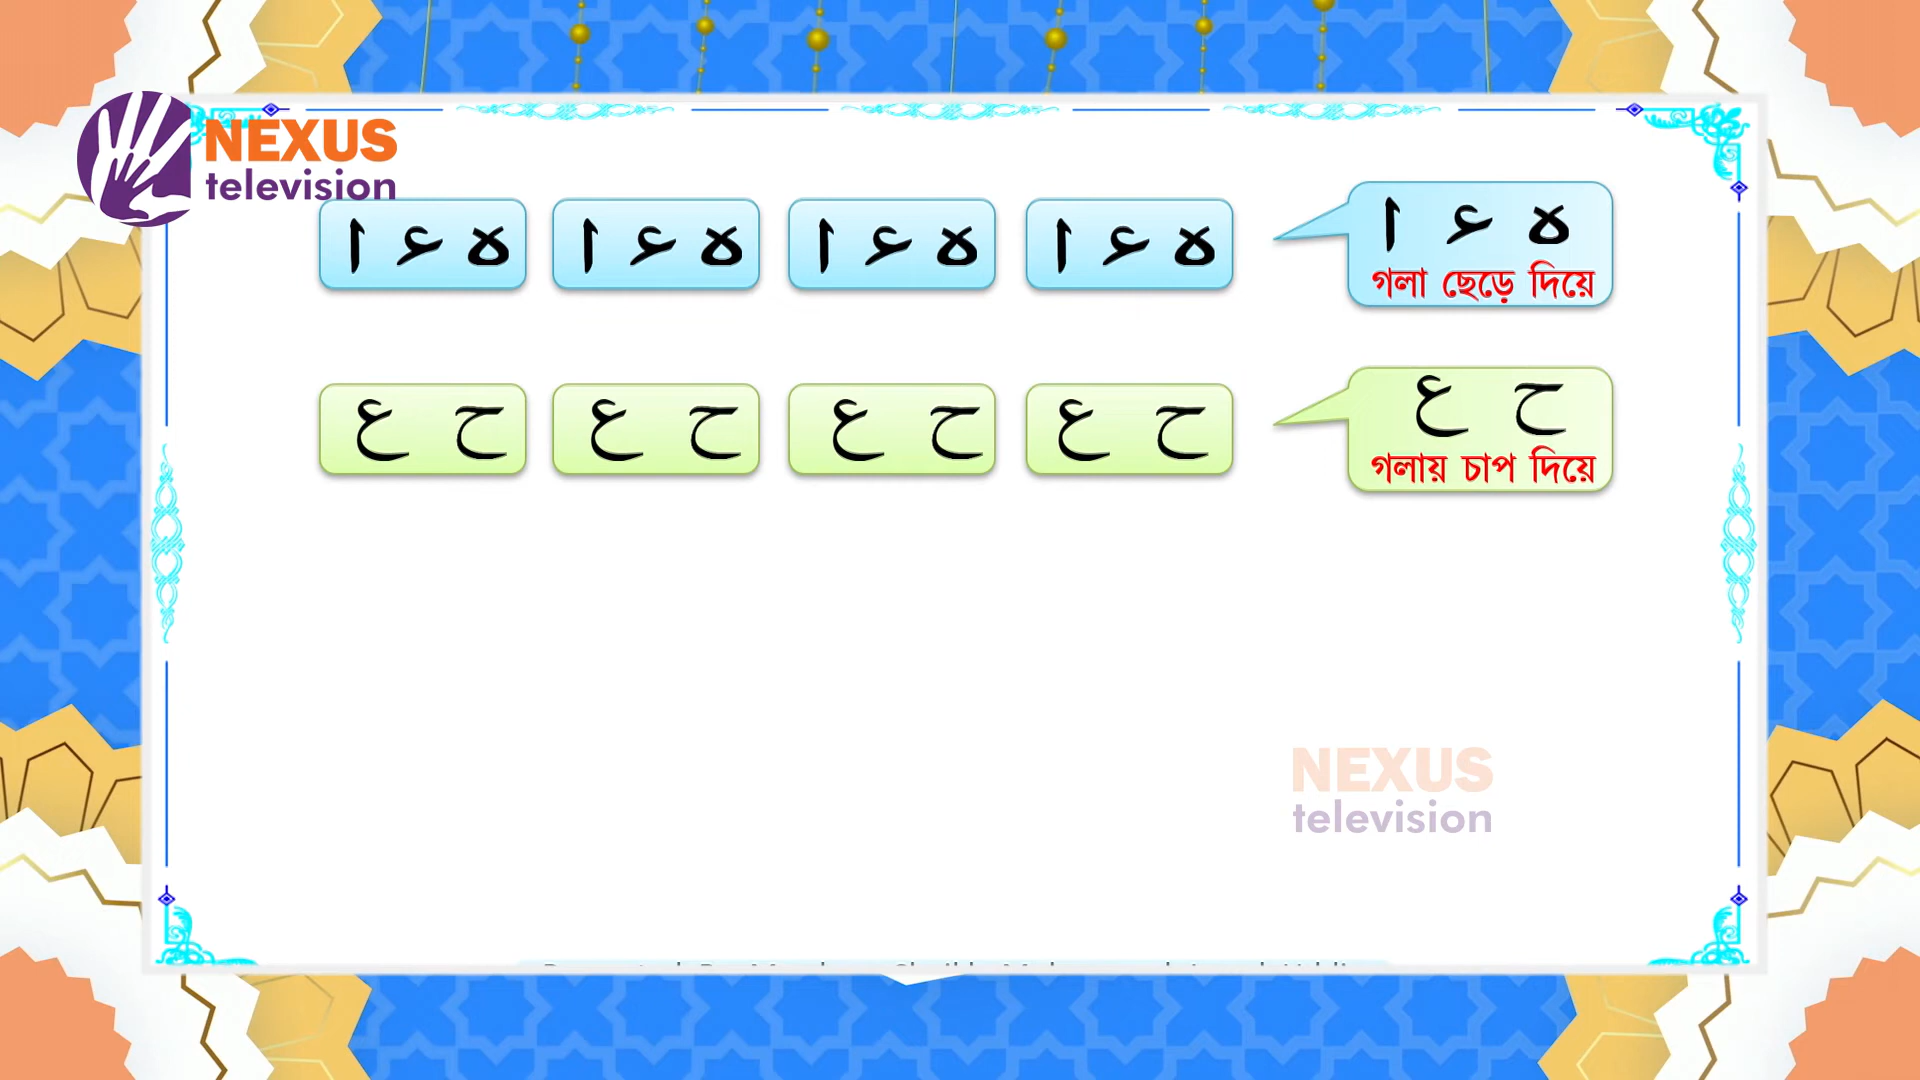 NEXUS
television
ه ء ا
ه ء ا
ه ء ا
ه ء ا
ه ء ا
গলা ছেড়ে দিয়ে
ح ع
ح ع
ح ع
ح ع
ح ع
গলায় চাপ দিয়ে
NEXUS
television